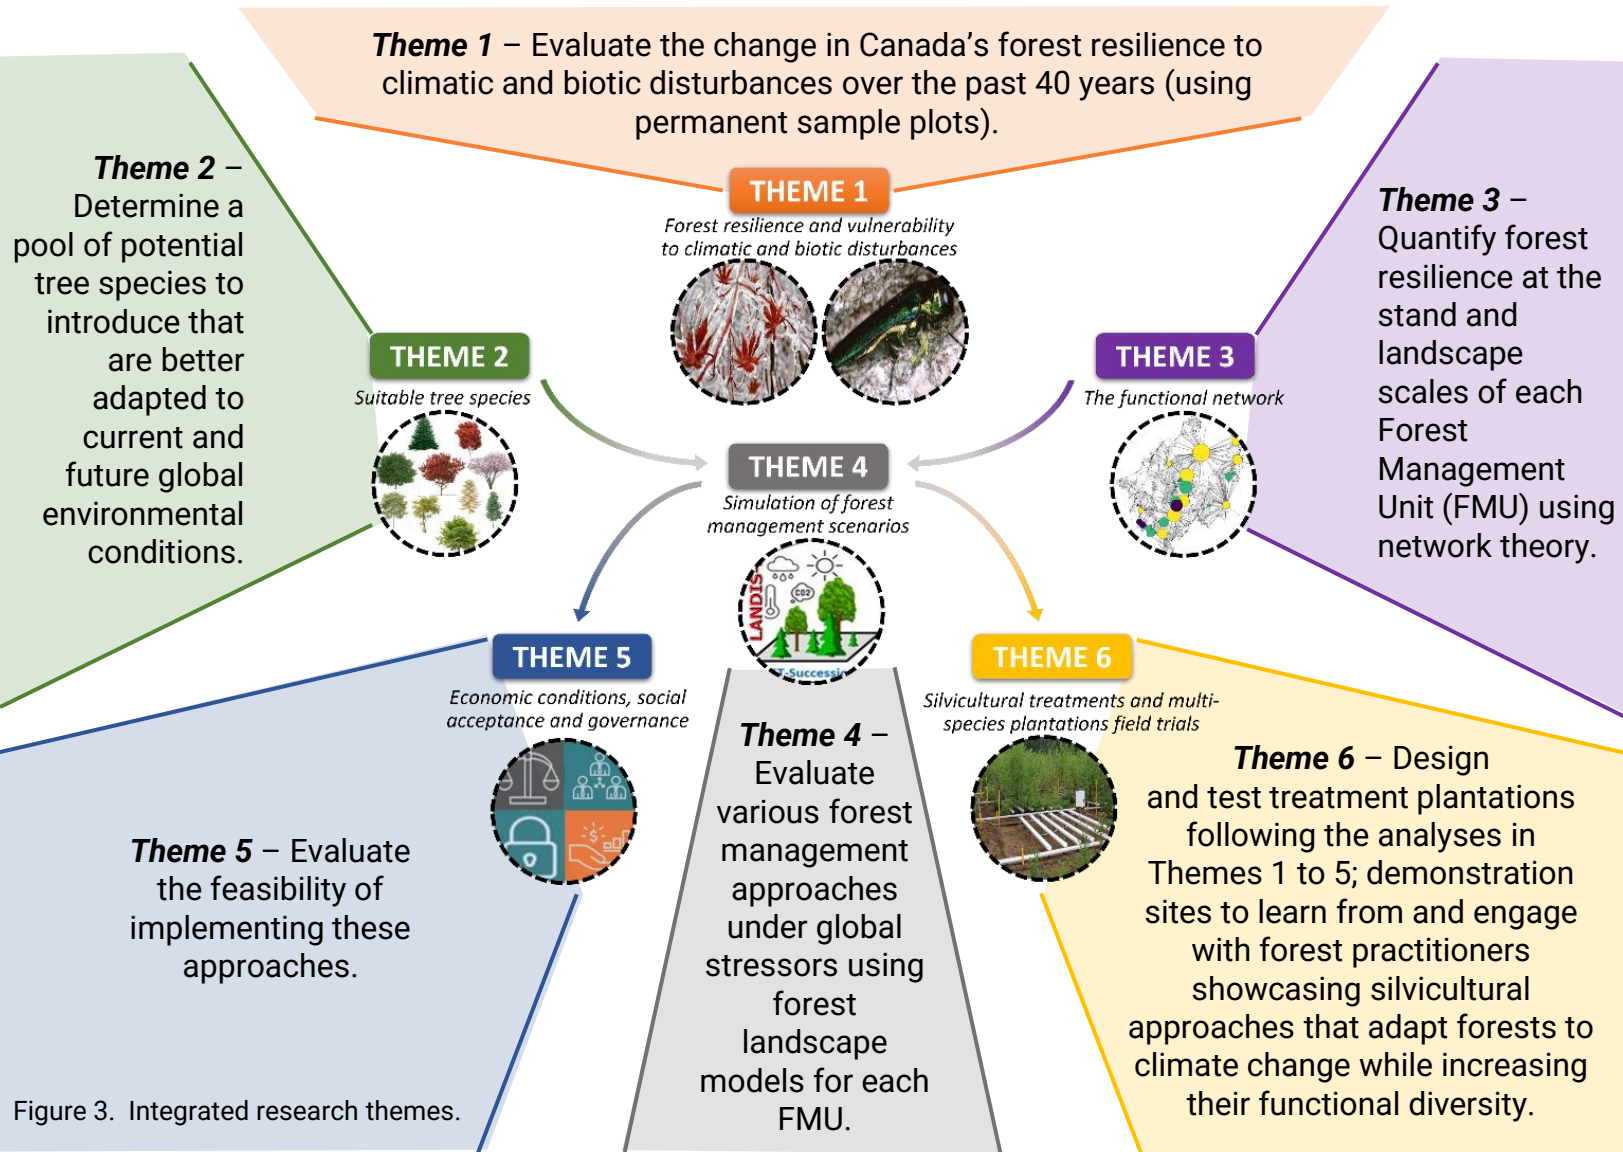 Theme 1 – Evaluate the change in Canada's forest resilience to
climatic and biotic disturbances over the past 40 years (using
permanent sample plots).
THEME 1
Forest resilience and vulnerability
to climatic and biotic disturbances
Theme 2 –
Determine a
pool of potential
tree species to
introduce that
are better
adapted to
current and
future global
environmental
conditions.
THEME 2
Suitable tree species
THEME 3
The functional network
Theme 3 –
Quantify forest
resilience at the
stand and
landscape
scales of each
Forest
Management
Unit (FMU) using
network theory.
THEME 4
Simulation of forest
management scenarios
LANDIS-
CO2
T-Successi
Theme 4 –
Evaluate
various forest
management
approaches
under global
stressors using
forest
landscape
models for each
FMU.
THEME 5
Economic conditions, social
acceptance and governance
Theme 5 – Evaluate
the feasibility of
implementing these
approaches.
THEME 6
Silvicultural treatments and multi-
species plantations field trials
Theme 6 – Design
and test treatment plantations
following the analyses in
Themes 1 to 5; demonstration
sites to learn from and engage
with forest practitioners
showcasing silvicultural
approaches that adapt forests to
climate change while increasing
their functional diversity.
Figure 3. Integrated research themes.